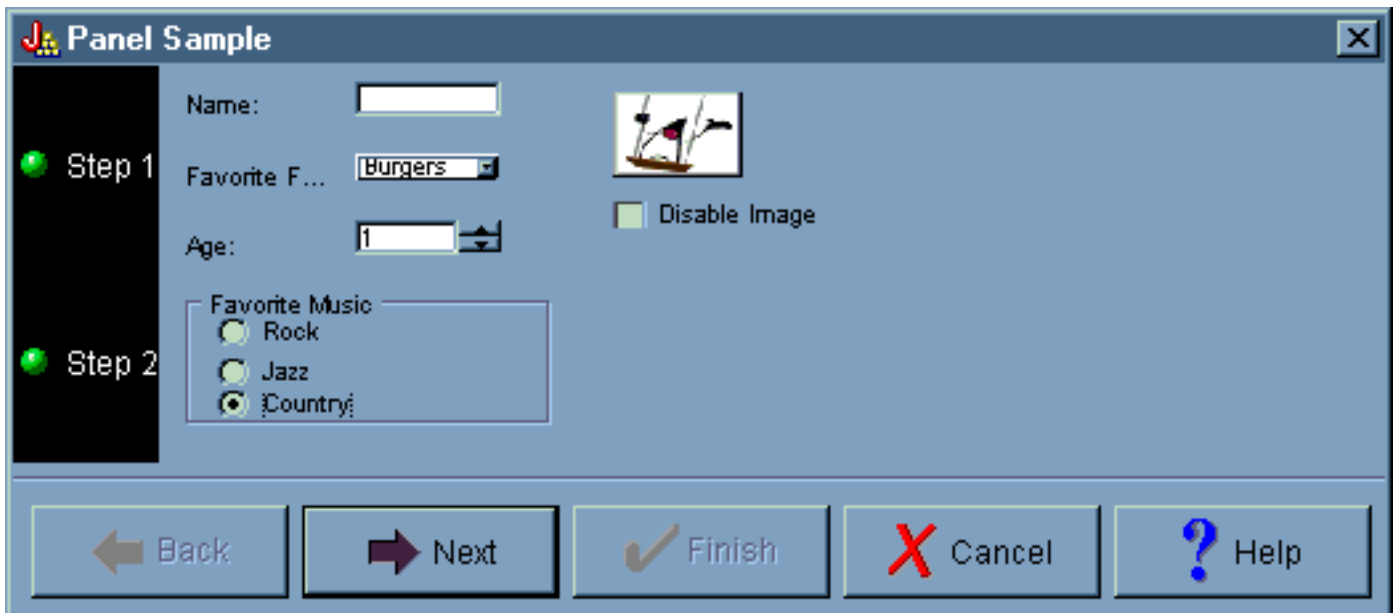 Panel Sample
Name:
Step 1
Favorite F...
Burgers
Age:
1
Disable Image
Favorite Music
Rock
Step 2
Jazz
Country
Back
Next
Finish
Cancel
Help